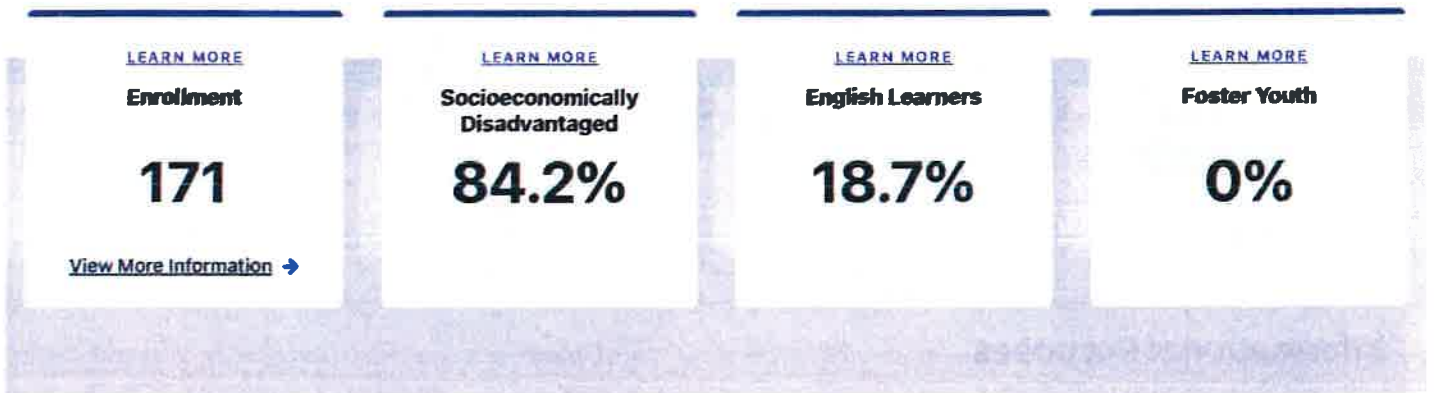 LEARN MORE
Enrollment
171
View More Information →
LEARN MORE
Socioeconomically
Disadvantaged
84.2%
LEARN MORE
English Learners
18.7%
LEARN MORE
Foster Youth
0%